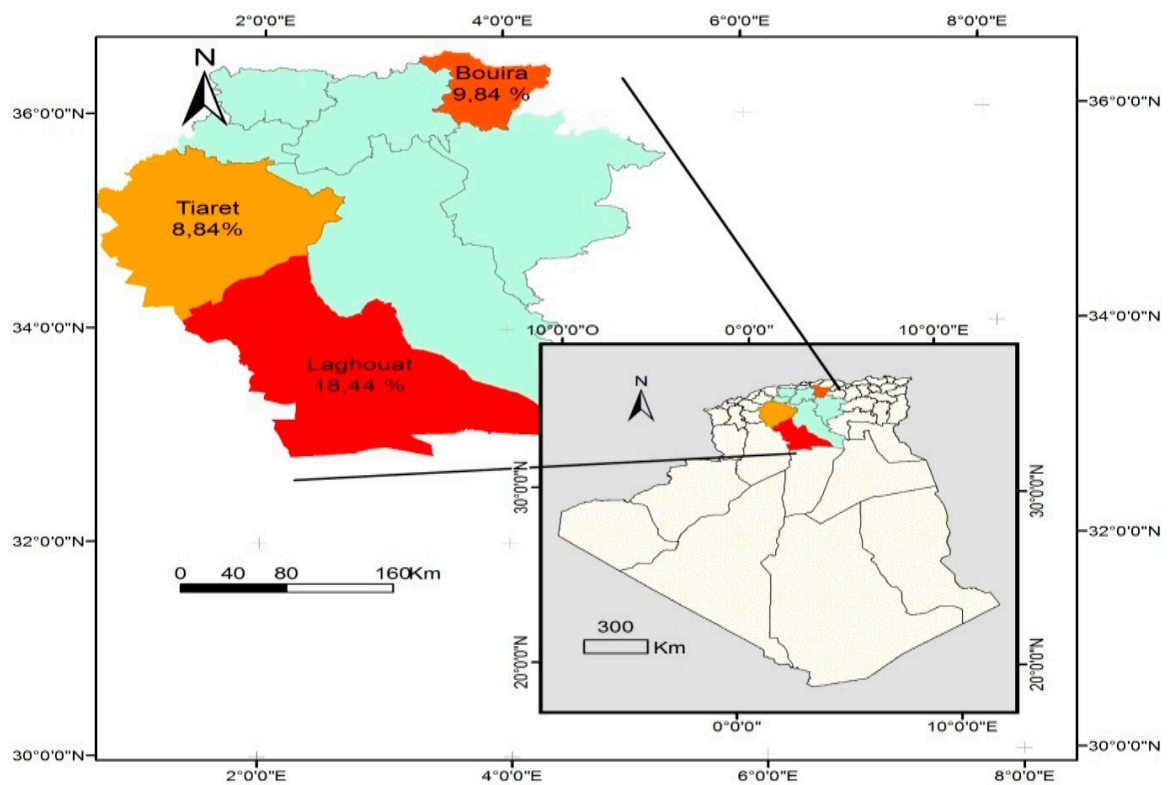 2°0'0"E 4°0'0"E 6°0'0"E 8°0'0"E
N
Bouira
9,84 %
36°0'0"N 36°0'0"N
Tiaret
8,84%
34°0'0"N 34°0'0"N
10°0'0"O 0°0'0" 10°0'0"E
Laghouat
18,44 %
N
30°0'0"N 30°0'0"N
32°0'0"N 32°0'0"N
0 40 80 160Km
300
Km
20°0'0"N 20°0'0"N
0°0'0" 10°0'0"E
30°0'0"N 30°0'0"N
2°0'0"E 4°0'0"E 6°0'0"E 8°0'0"E